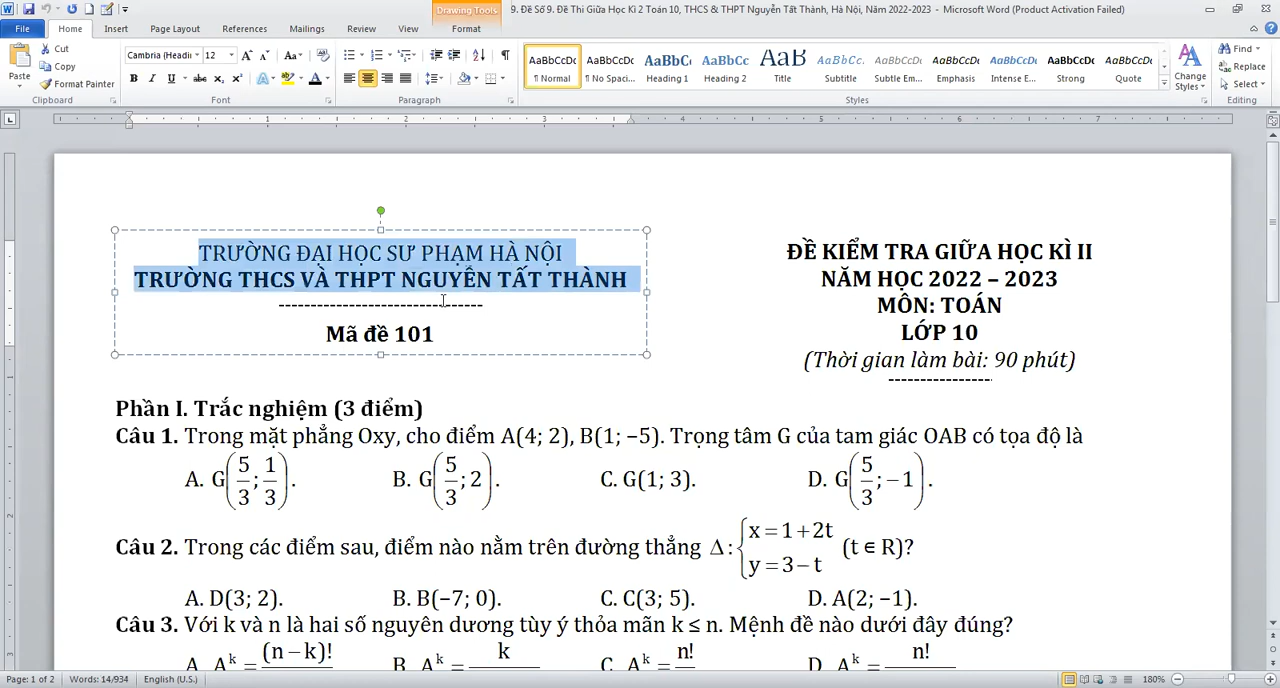 9. Đề Số 9. Đề Thi Giữa Học Kì 2 Toán 10, THCS & THPT Nguyễn Tất Thành, Hà Nội, Năm 2022-2023 - Microsoft Word (Product Activation Failed)
Drawing Tools
File Home Insert Page Layout References Mailings Review View Format
Paste
Cut
Copy
Format Painter
Clipboard
Cambria (Headi 12
Font
Paragraph
AaBbCcDc AaBbCcDc AaBbCc AaBbCc AaB AaBbCc. AaBbCcDc AaBbCcDc AaBbCcDc AaBbCcDc AaBbCcDc
¶ Normal ¶ No Spaci... Heading 1 Heading 2 Title Subtitle Subtle Em... Emphasis Intense E... Strong Quote
Change Styles
Styles
Find
Replace
Select
Editing
1 2 3 4 5 6 7
TRƯỜNG ĐẠI HỌC SƯ PHẠM HÀ NỘI
TRƯỜNG THCS VÀ THPT NGUYỄN TẤT THÀNH
------------------------------
Mã đề 101
ĐỀ KIỂM TRA GIỮA HỌC KÌ II
NĂM HỌC 2022 – 2023
MÔN: TOÁN
LỚP 10
(Thời gian làm bài: 90 phút)
----------------
Phần I. Trắc nghiệm (3 điểm)
Câu 1. Trong mặt phẳng Oxy, cho điểm A(4; 2), B(1; −5). Trọng tâm G của tam giác OAB có tọa độ là
A. G(5/3; 1/3). B. G(5/3; 2). C. G(1; 3). D. G(5/3; −1).
Câu 2. Trong các điểm sau, điểm nào nằm trên đường thẳng Δ: {x = 1 + 2t
y = 3 − t (t ∈ R)?
A. D(3; 2). B. B(−7; 0). C. C(3; 5). D. A(2; −1).
Câu 3. Với k và n là hai số nguyên dương tùy ý thỏa mãn k ≤ n. Mệnh đề nào dưới đây đúng?
A. A^k = (n − k)! B. A^k = k C. A^k = n! D. A^k = n!
Page: 1 of 2 Words: 14/934 English (U.S.) 180%